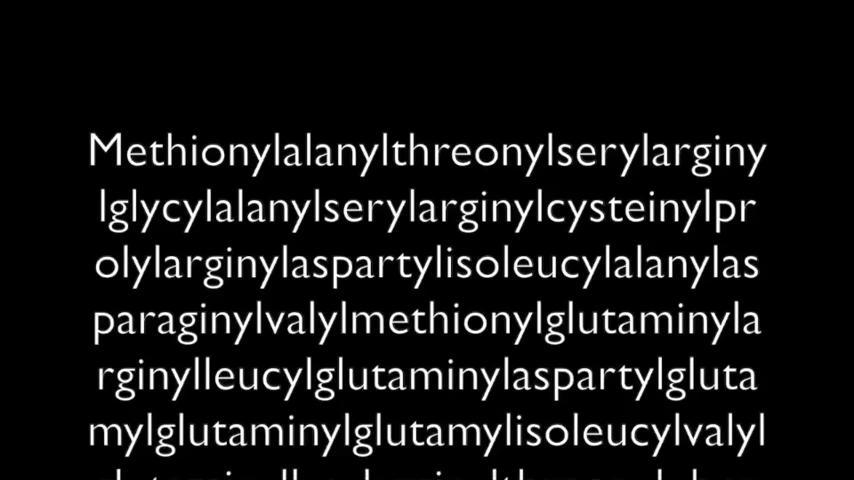 Methionylalanylthreonylserylarginy
lglycylalanylserylarginylcysteinylpr
olylarginylaspartylisoleucylalanylas
paraginylvalylmethionylglutaminyla
rginylleucylglutaminylaspartylgluta
mylglutaminylglutamylisoleucylvalyl